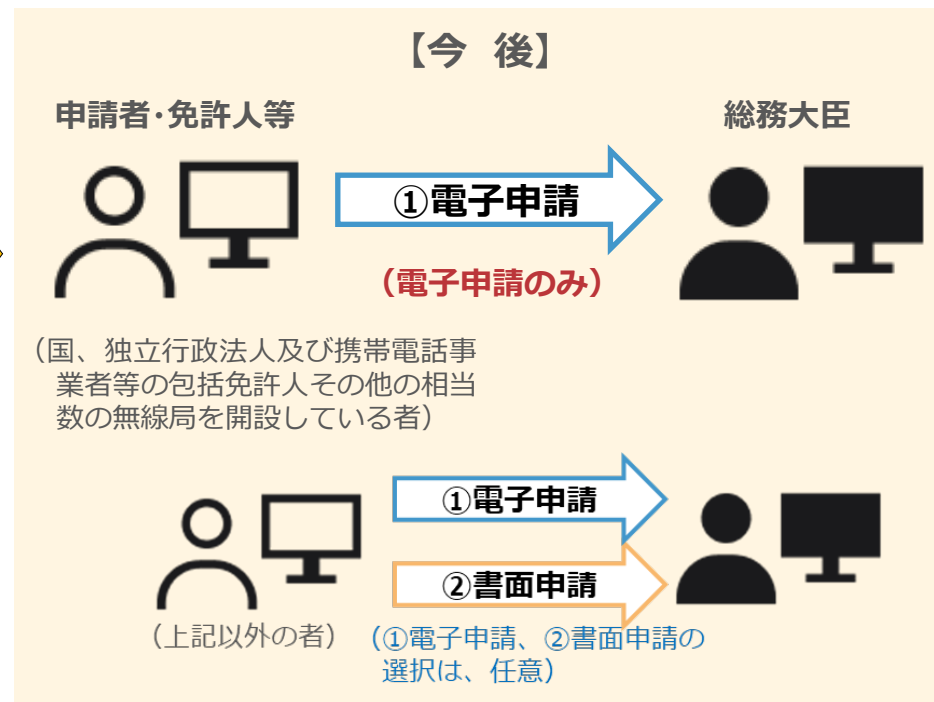 【今 後】
申請者・免許人等
総務大臣
①電子申請
（電子申請のみ）
（国、独立行政法人及び携帯電話事
業者等の包括免許人その他の相当
数の無線局を開設している者）
①電子申請
②書面申請
（上記以外の者）
（①電子申請、②書面申請の
選択は、任意）